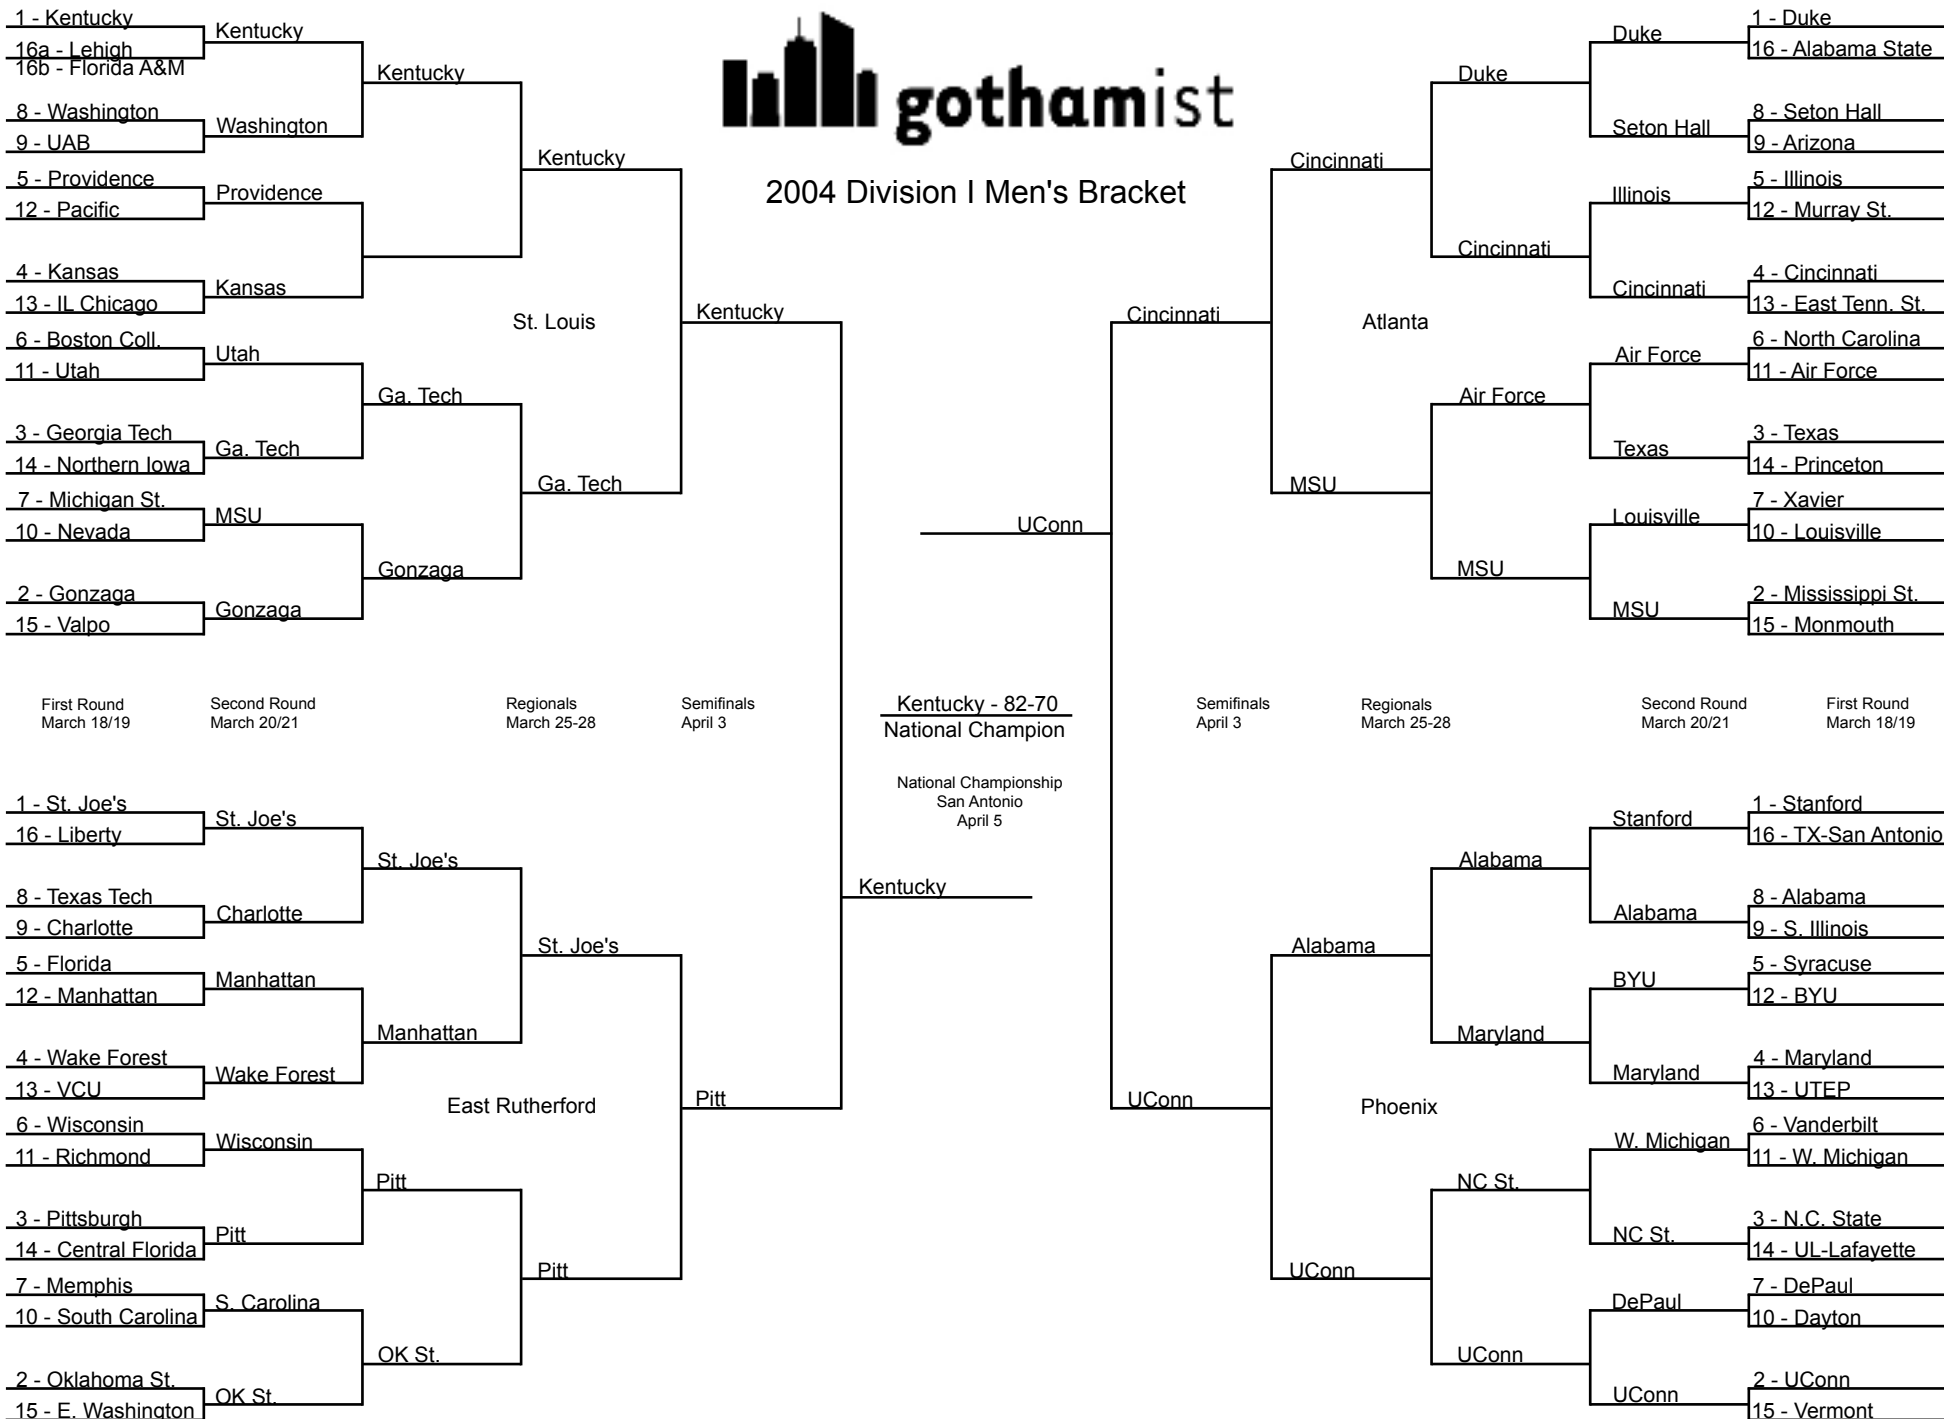 gothamist
2004 Division I Men's Bracket
1 - Kentucky
16a - Lehigh
16b - Florida A&M
8 - Washington
9 - UAB
5 - Providence
12 - Pacific
4 - Kansas
13 - IL Chicago
6 - Boston Coll.
11 - Utah
3 - Georgia Tech
14 - Northern Iowa
7 - Michigan St.
10 - Nevada
2 - Gonzaga
15 - Valpo
Kentucky
Washington
Providence
Kansas
Utah
Ga. Tech
MSU
Gonzaga
Kentucky
Ga. Tech
Gonzaga
Kentucky
Ga. Tech
St. Louis
Kentucky
UConn
Cincinnati
Cincinnati
MSU
Atlanta
Duke
Cincinnati
Air Force
MSU
Duke
Seton Hall
Illinois
Cincinnati
Air Force
Texas
Louisville
MSU
1 - Duke
16 - Alabama State
8 - Seton Hall
9 - Arizona
5 - Illinois
12 - Murray St.
4 - Cincinnati
13 - East Tenn. St.
6 - North Carolina
11 - Air Force
3 - Texas
14 - Princeton
7 - Xavier
10 - Louisville
2 - Mississippi St.
15 - Monmouth
First Round
March 18/19
Second Round
March 20/21
Regionals
March 25-28
Semifinals
April 3
Kentucky - 82-70
National Champion
National Championship
San Antonio
April 5
Semifinals
April 3
Regionals
March 25-28
Second Round
March 20/21
First Round
March 18/19
1 - St. Joe's
16 - Liberty
8 - Texas Tech
9 - Charlotte
5 - Florida
12 - Manhattan
4 - Wake Forest
13 - VCU
6 - Wisconsin
11 - Richmond
3 - Pittsburgh
14 - Central Florida
7 - Memphis
10 - South Carolina
2 - Oklahoma St.
15 - E. Washington
St. Joe's
Charlotte
Manhattan
Wake Forest
Wisconsin
Pitt
S. Carolina
OK St.
St. Joe's
Manhattan
Pitt
OK St.
St. Joe's
Pitt
East Rutherford
Pitt
Kentucky
UConn
Alabama
UConn
Phoenix
Alabama
Maryland
NC St.
UConn
Stanford
Alabama
BYU
Maryland
W. Michigan
NC St.
DePaul
UConn
1 - Stanford
16 - TX-San Antonio
8 - Alabama
9 - S. Illinois
5 - Syracuse
12 - BYU
4 - Maryland
13 - UTEP
6 - Vanderbilt
11 - W. Michigan
3 - N.C. State
14 - UL-Lafayette
7 - DePaul
10 - Dayton
2 - UConn
15 - Vermont